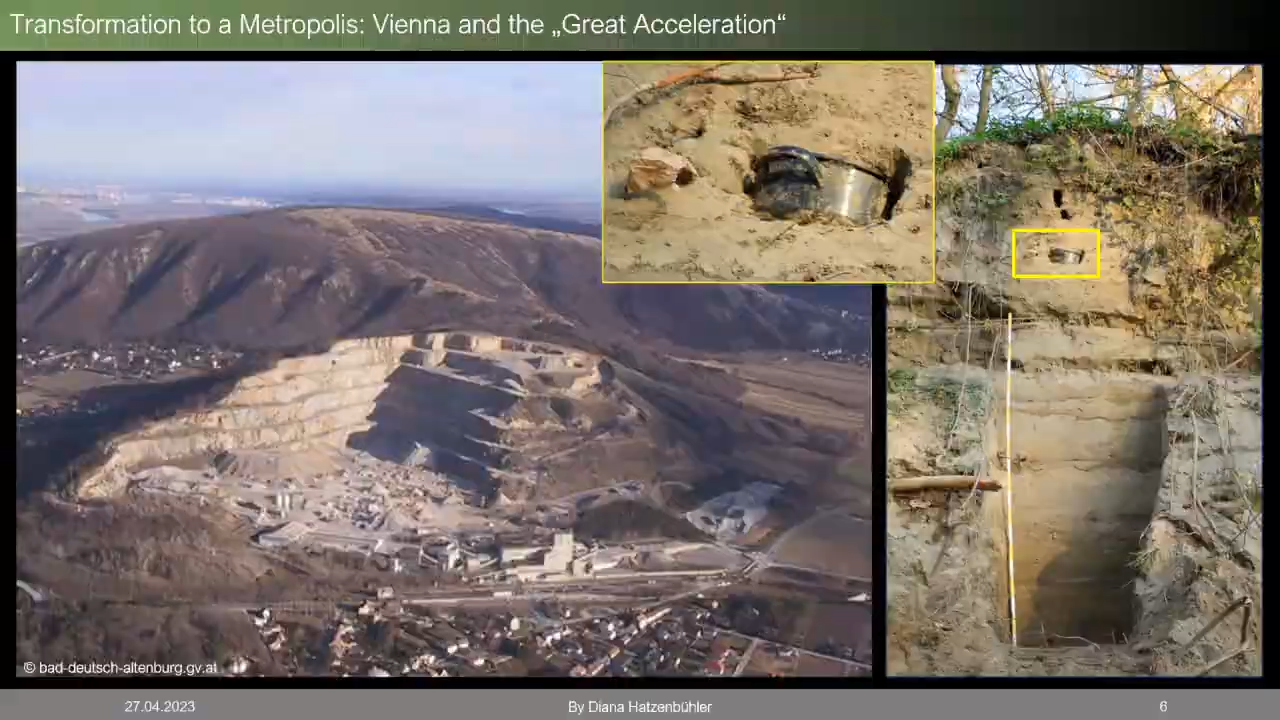 Transformation to a Metropolis: Vienna and the „Great Acceleration“
© bad-deutsch-altenburg.gv.at
27.04.2023
By Diana Hatzenbühler
6